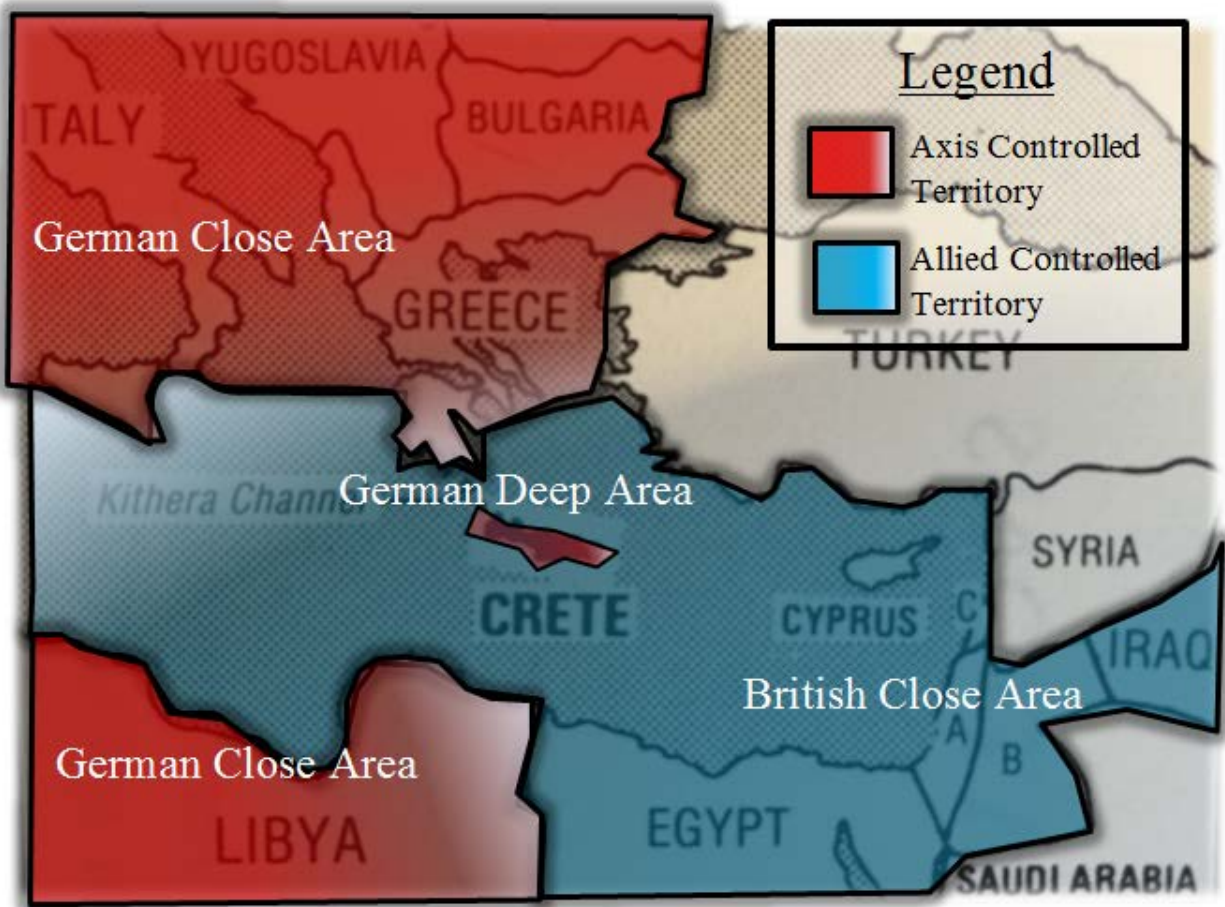 YUGOSLAVIA
ITALY
BULGARIA
German Close Area
GREECE
Legend
Axis Controlled
Territory
Allied Controlled
Territory
TURKEY
Kithera Channel
German Deep Area
CRETE
CYPRUS
SYRIA
C
IRAQ
British Close Area
A
B
German Close Area
LIBYA
EGYPT
SAUDI ARABIA